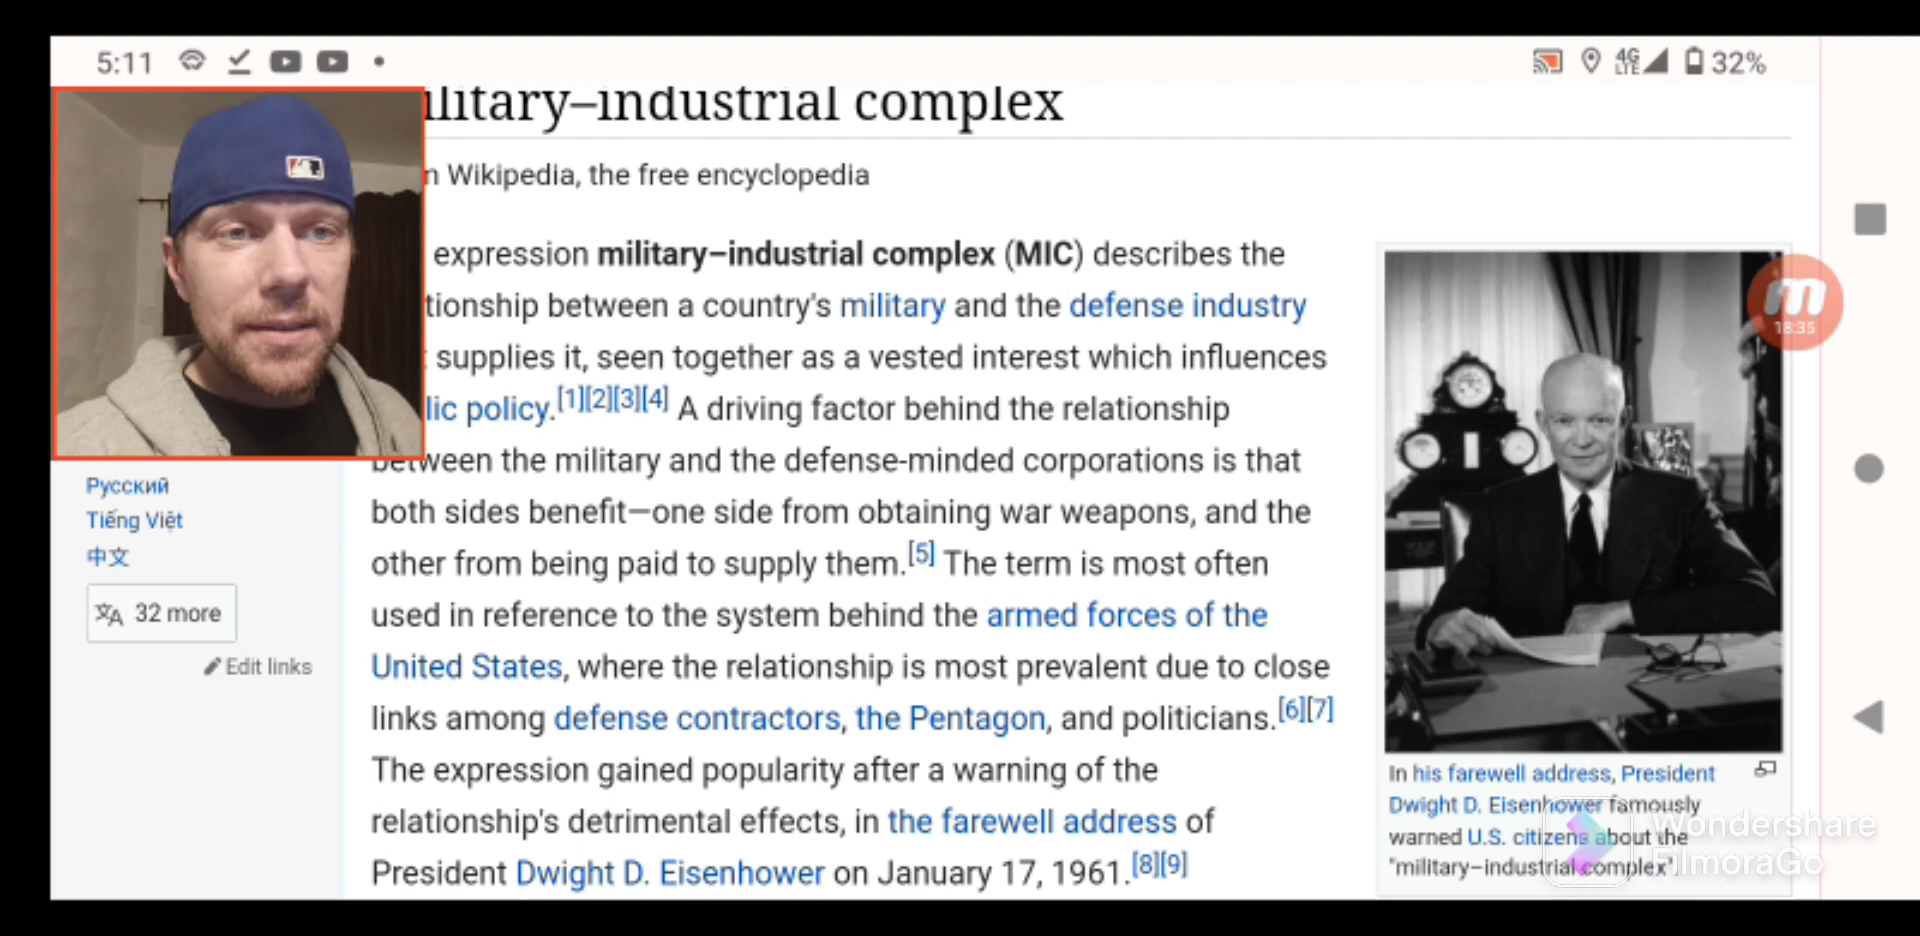 5:11
4G
LTE
32%
ilitary–industrial complex
n Wikipedia, the free encyclopedia
expression military–industrial complex (MIC) describes the
tionship between a country's military and the defense industry
supplies it, seen together as a vested interest which influences
lic policy.[1][2][3][4] A driving factor behind the relationship
between the military and the defense-minded corporations is that
both sides benefit—one side from obtaining war weapons, and the
other from being paid to supply them.[5] The term is most often
used in reference to the system behind the armed forces of the
United States, where the relationship is most prevalent due to close
links among defense contractors, the Pentagon, and politicians.[6][7]
The expression gained popularity after a warning of the
relationship's detrimental effects, in the farewell address of
President Dwight D. Eisenhower on January 17, 1961.[8][9]
Русский
Tiếng Việt
中文
32 more
Edit links
18:35
In his farewell address, President
Dwight D. Eisenhower famously
warned U.S. citizens about the
"military–industrial complex".
Wondershare
FilmoraGo